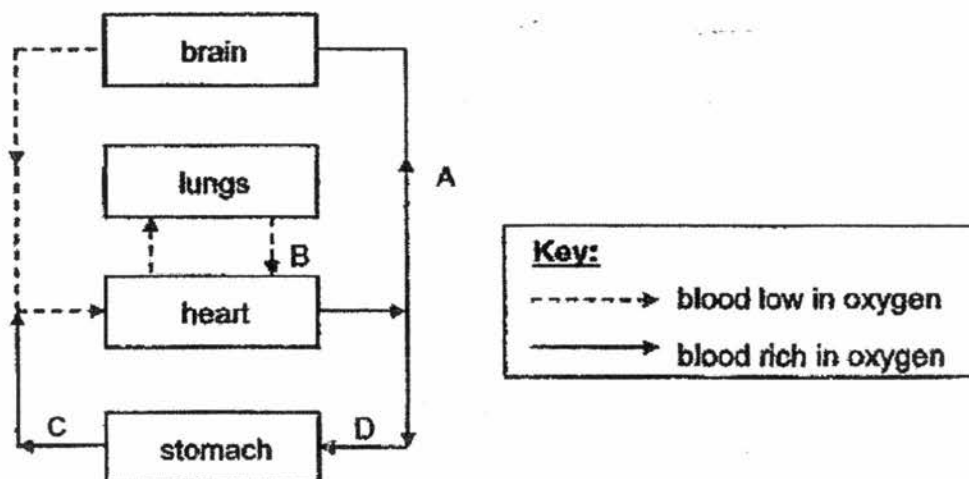 brain
lungs
A
B
heart
C
D
stomach
Key:
blood low in oxygen
blood rich in oxygen